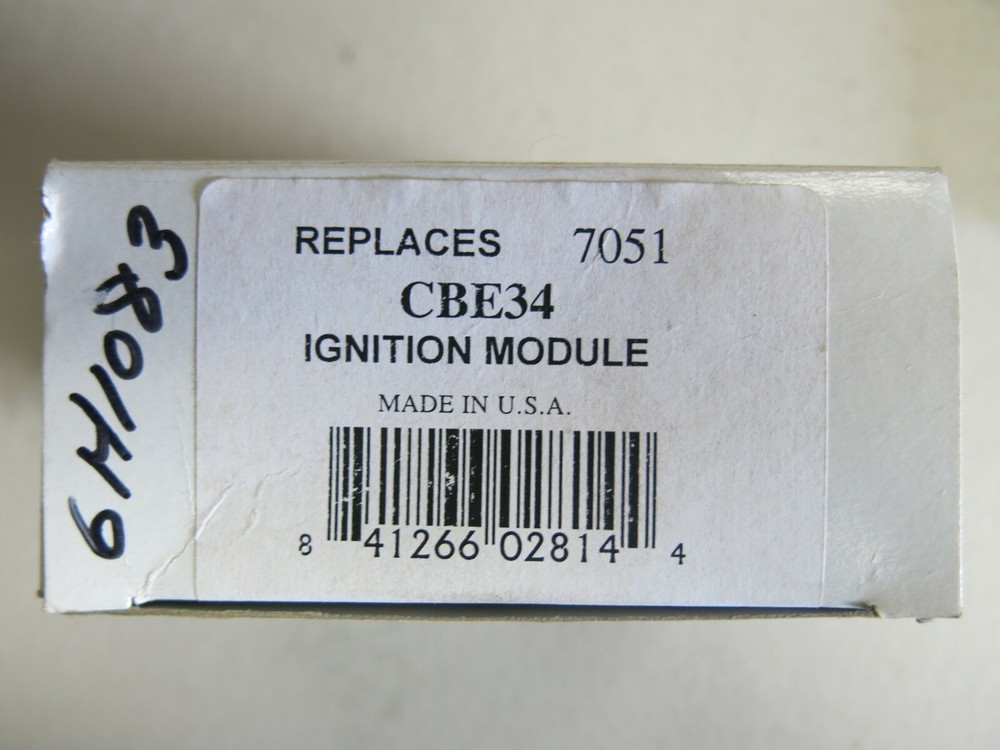 REPLACES 7051
CBE34
IGNITION MODULE
MADE IN U.S.A.
8 41266 02814 4
6H1083